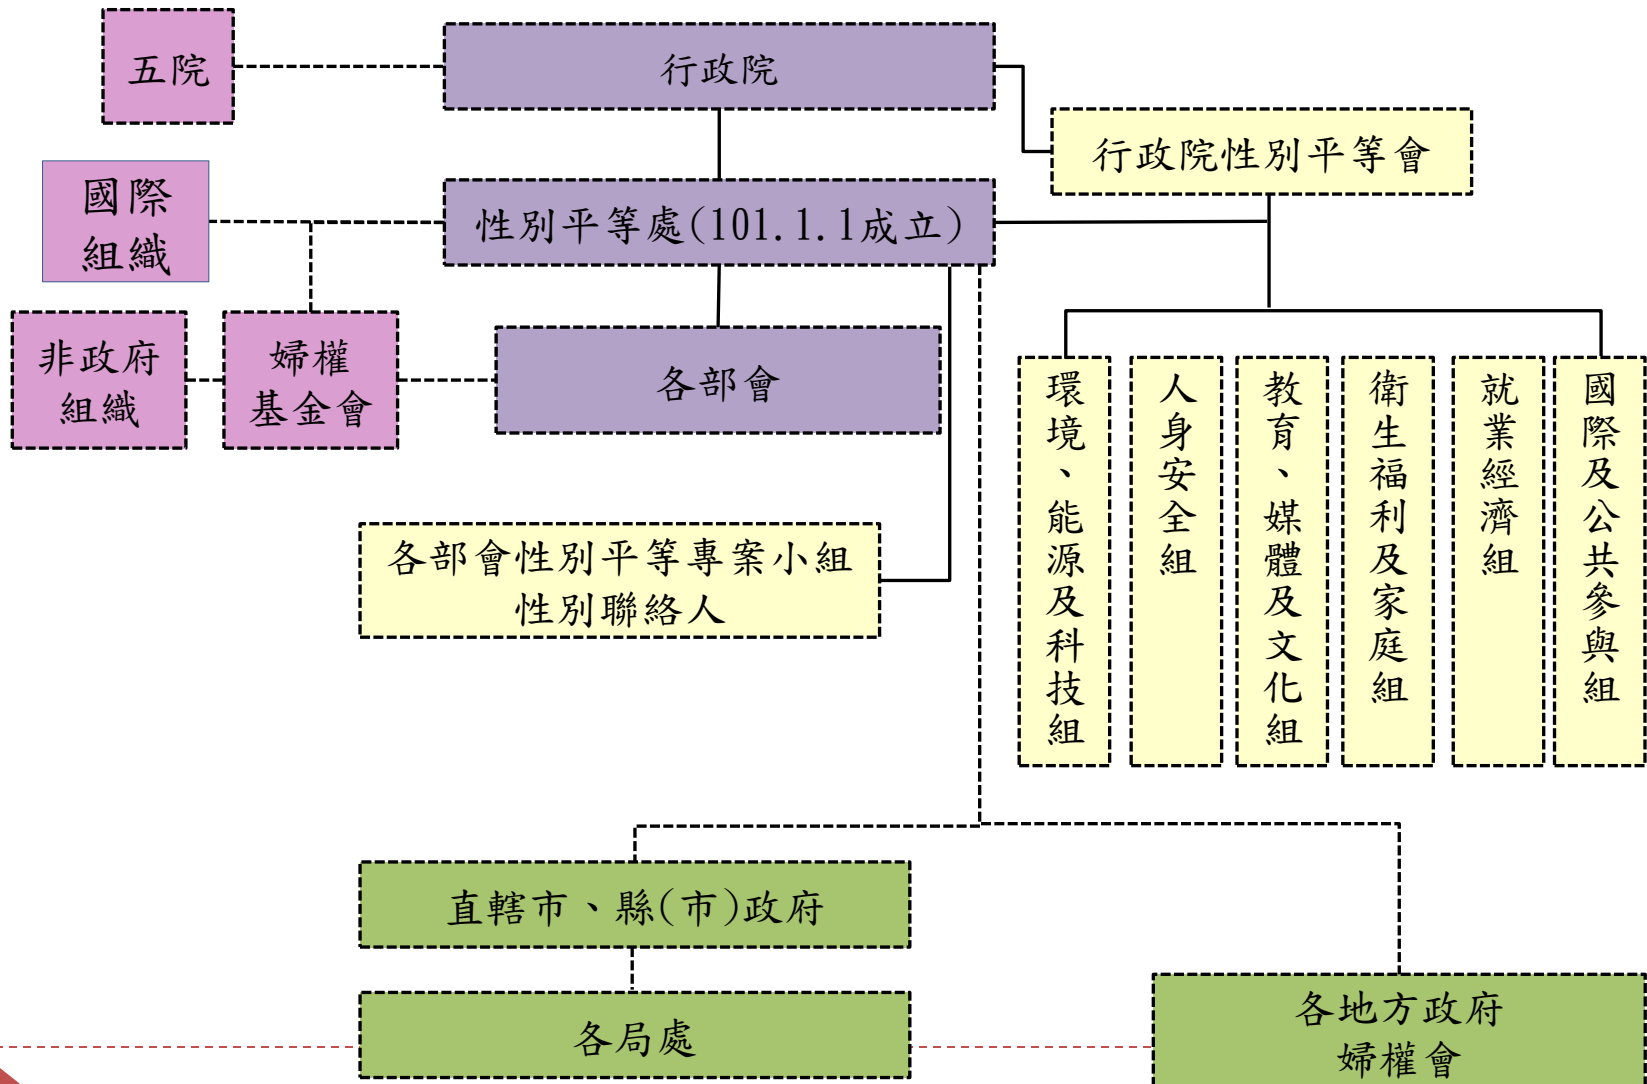 五院
行政院
行政院性別平等會
國際
組織
性別平等處(101.1.1成立)
非政府
組織
婦權
基金會
各部會
環境、能源及科技組
人身安全組
教育、媒體及文化組
衛生福利及家庭組
就業經濟組
國際及公共參與組
各部會性別平等專案小組
性別聯絡人
直轄市、縣(市)政府
各局處
各地方政府
婦權會